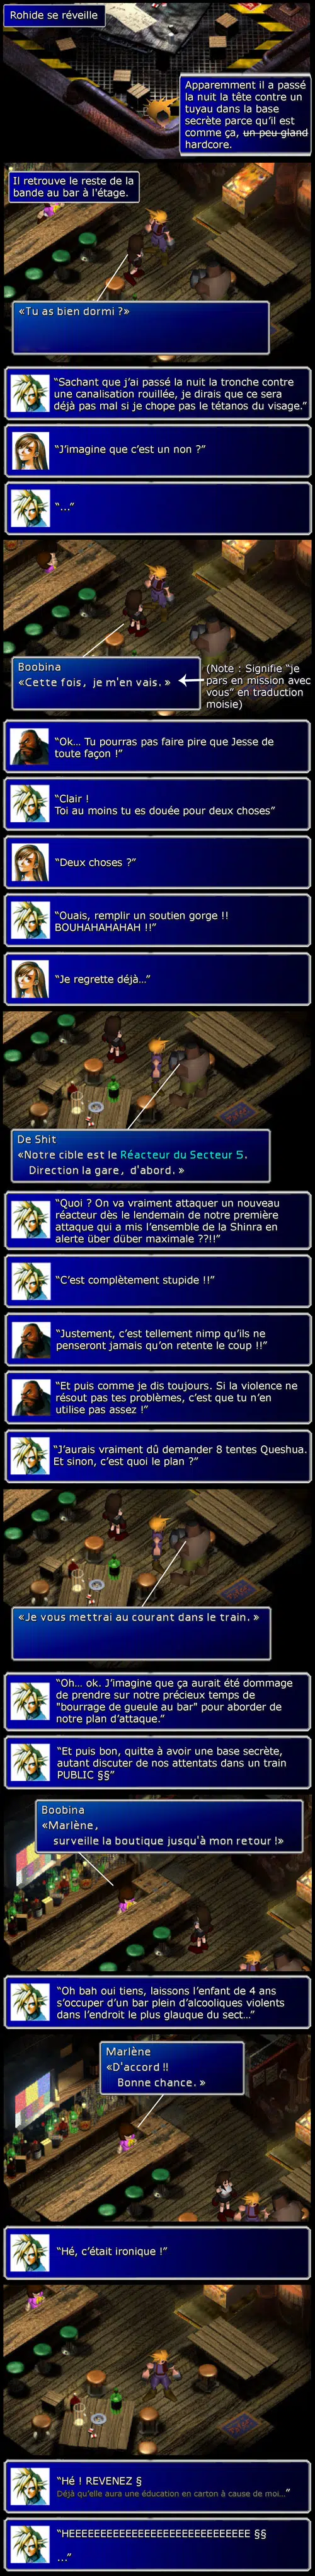 Rohide se réveille
Apparemment il a passé
la nuit la tête contre un
tuyau dans la base
secrète parce qu'il est
comme ça, un peu gland
hardcore.
Il retrouve le reste de la
bande au bar à l'étage.
«Tu as bien dormi ?»
“Sachant que j’ai passé la nuit la tronche contre
une canalisation rouillée, je dirais que ce sera
déjà pas mal si je chope pas le tétanos du visage.”
“J’imagine que c’est un non ?”
“...”
Boobina
«Cette fois, je m'en vais. »
(Note : Signifie “je
pars en mission avec
vous” en traduction
moisie)
“Ok... Tu pourras pas faire pire que Jesse de
toute façon !”
“Clair !
Toi au moins tu es douée pour deux choses”
“Deux choses ?”
“Ouais, remplir un soutien gorge !!
BOUHAHAHAHAH !!”
“Je regrette déjà...”
De Shit
«Notre cible est le Réacteur du Secteur 5.
Direction la gare, d'abord. »
“Quoi ? On va vraiment attaquer un nouveau
réacteur dès le lendemain de notre première
attaque qui a mis l’ensemble de la Shinra en
alerte über düber maximale ??!!”
“C’est complètement stupide !!”
“Justement, c’est tellement nimp qu’ils ne
penseront jamais qu’on retente le coup !!”
“Et puis comme je dis toujours. Si la violence ne
résout pas tes problèmes, c’est que tu n’en
utilise pas assez !”
“J’aurais vraiment dû demander 8 tentes Queshua.
Et sinon, c’est quoi le plan ?”
«Je vous mettrai au courant dans le train. »
“Oh... ok. J’imagine que ça aurait été dommage
de prendre sur notre précieux temps de
"bourrage de gueule au bar" pour aborder de
notre plan d’attaque.”
“Et puis bon, quitte à avoir une base secrète,
autant discuter de nos attentats dans un train
PUBLIC §§”
Boobina
«Marlène,
surveille la boutique jusqu'à mon retour !»
“Oh bah oui tiens, laissons l’enfant de 4 ans
s’occuper d’un bar plein d’alcooliques violents
dans l’endroit le plus glauque du sect...”
Marlène
«D'accord !!
Bonne chance. »
“Hé, c’était ironique !”
“Hé ! REVENEZ §
Déjà qu’elle aura une éducation en carton à cause de moi...”
“HEEEEEEEEEEEEEEEEEEEEEEEEEEEEE §§
...”